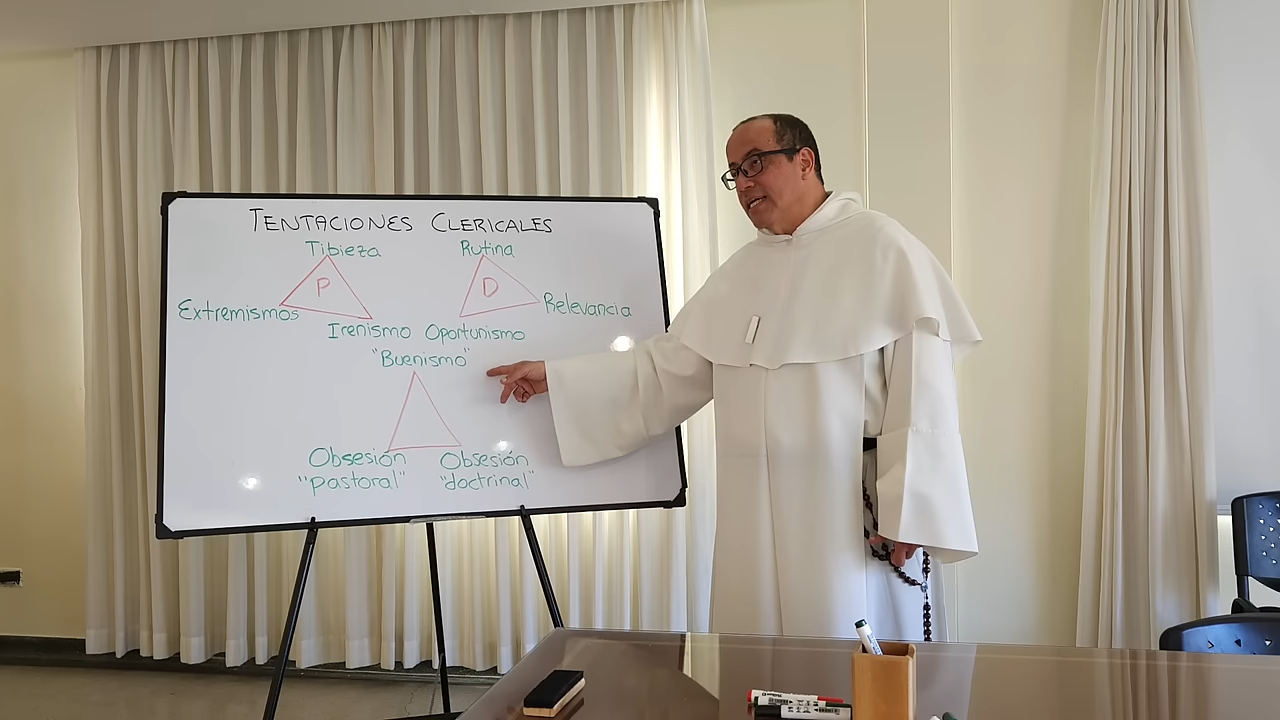 TENTACIONES CLERICALES
Tibieza Rutina
P D
Extremismos Relevancia
Irenismo Oportunismo
"Buenismo"
Obsesión Obsesión
"pastoral" "doctrinal"